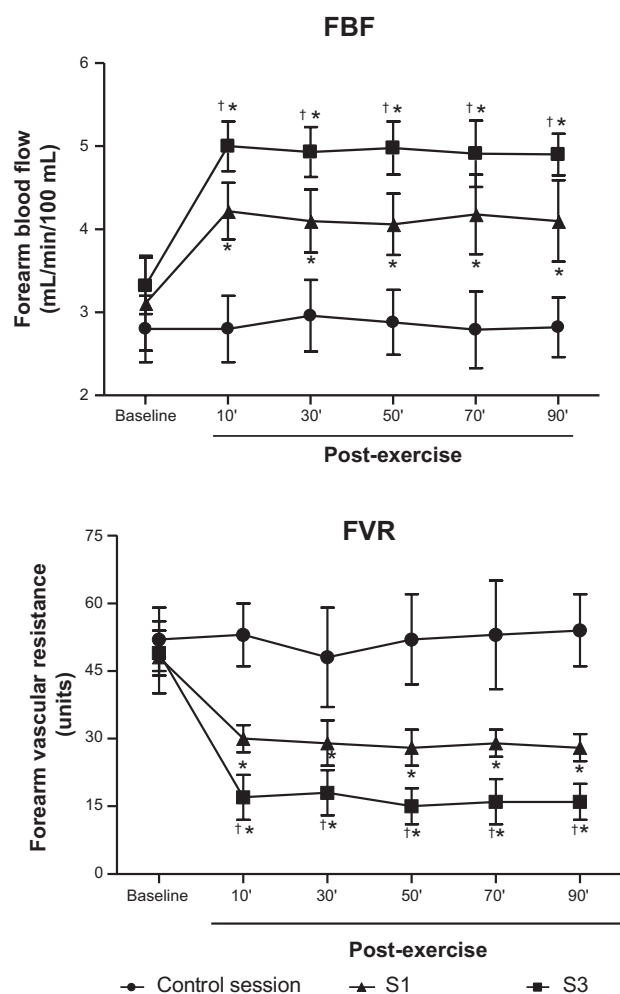 FBF
Forearm blood flow
(mL/min/100 mL)
6
† * † * † * † * † *
5
4
* * * * *
3
2
Baseline 10' 30' 50' 70' 90'
Post-exercise
FVR
Forearm vascular resistance
(units)
75
60
45
30
* * * * *
15
†* †* †* †* †*
0
Baseline 10' 30' 50' 70' 90'
Post-exercise
Control session S1 S3